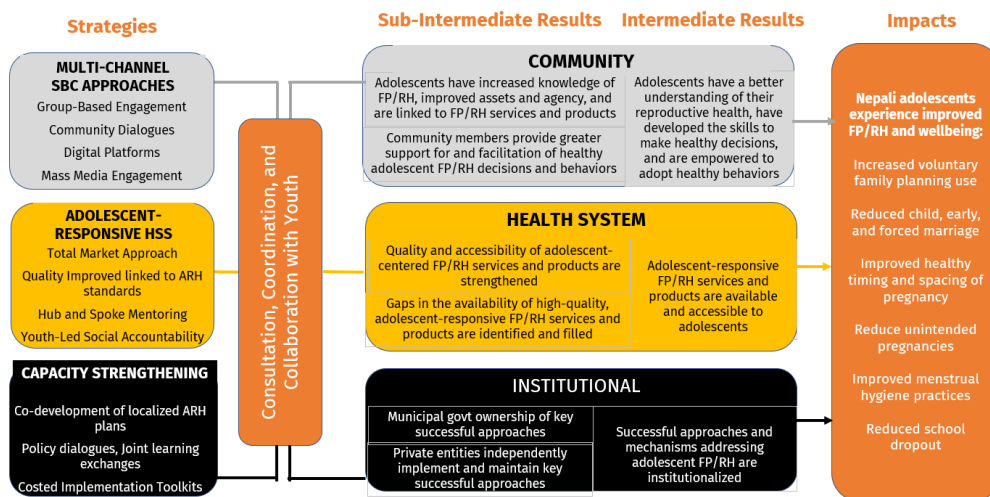 Strategies
Sub-Intermediate Results
Intermediate Results
Impacts
MULTI-CHANNEL
SBC APPROACHES
Group-Based Engagement
Community Dialogues
Digital Platforms
Mass Media Engagement
ADOLESCENT-
RESPONSIVE HSS
Total Market Approach
Quality Improved linked to ARH
standards
Hub and Spoke Mentoring
Youth-Led Social Accountability
CAPACITY STRENGTHENING
Co-development of localized ARH
plans
Policy dialogues, Joint learning
exchanges
Costed Implementation Toolkits
Consultation, Coordination, and
Collaboration with Youth
COMMUNITY
Adolescents have increased knowledge of
FP/RH, improved assets and agency, and
are linked to FP/RH services and products
Community members provide greater
support for and facilitation of healthy
adolescent FP/RH decisions and behaviors
Adolescents have a better
understanding of their
reproductive health, have
developed the skills to
make healthy decisions,
and are empowered to
adopt healthy behaviors
HEALTH SYSTEM
Quality and accessibility of adolescent-
centered FP/RH services and products are
strengthened
Gaps in the availability of high-quality,
adolescent-responsive FP/RH services and
products are identified and filled
Adolescent-responsive
FP/RH services and
products are available
and accessible to
adolescents
INSTITUTIONAL
Municipal govt ownership of key
successful approaches
Private entities independently
implement and maintain key
successful approaches
Successful approaches and
mechanisms addressing
adolescent FP/RH are
institutionalized
Nepali adolescents
experience improved
FP/RH and wellbeing:
Increased voluntary
family planning use
Reduced child, early,
and forced marriage
Improved healthy
timing and spacing of
pregnancy
Reduce unintended
pregnancies
Improved menstrual
hygiene practices
Reduced school
dropout